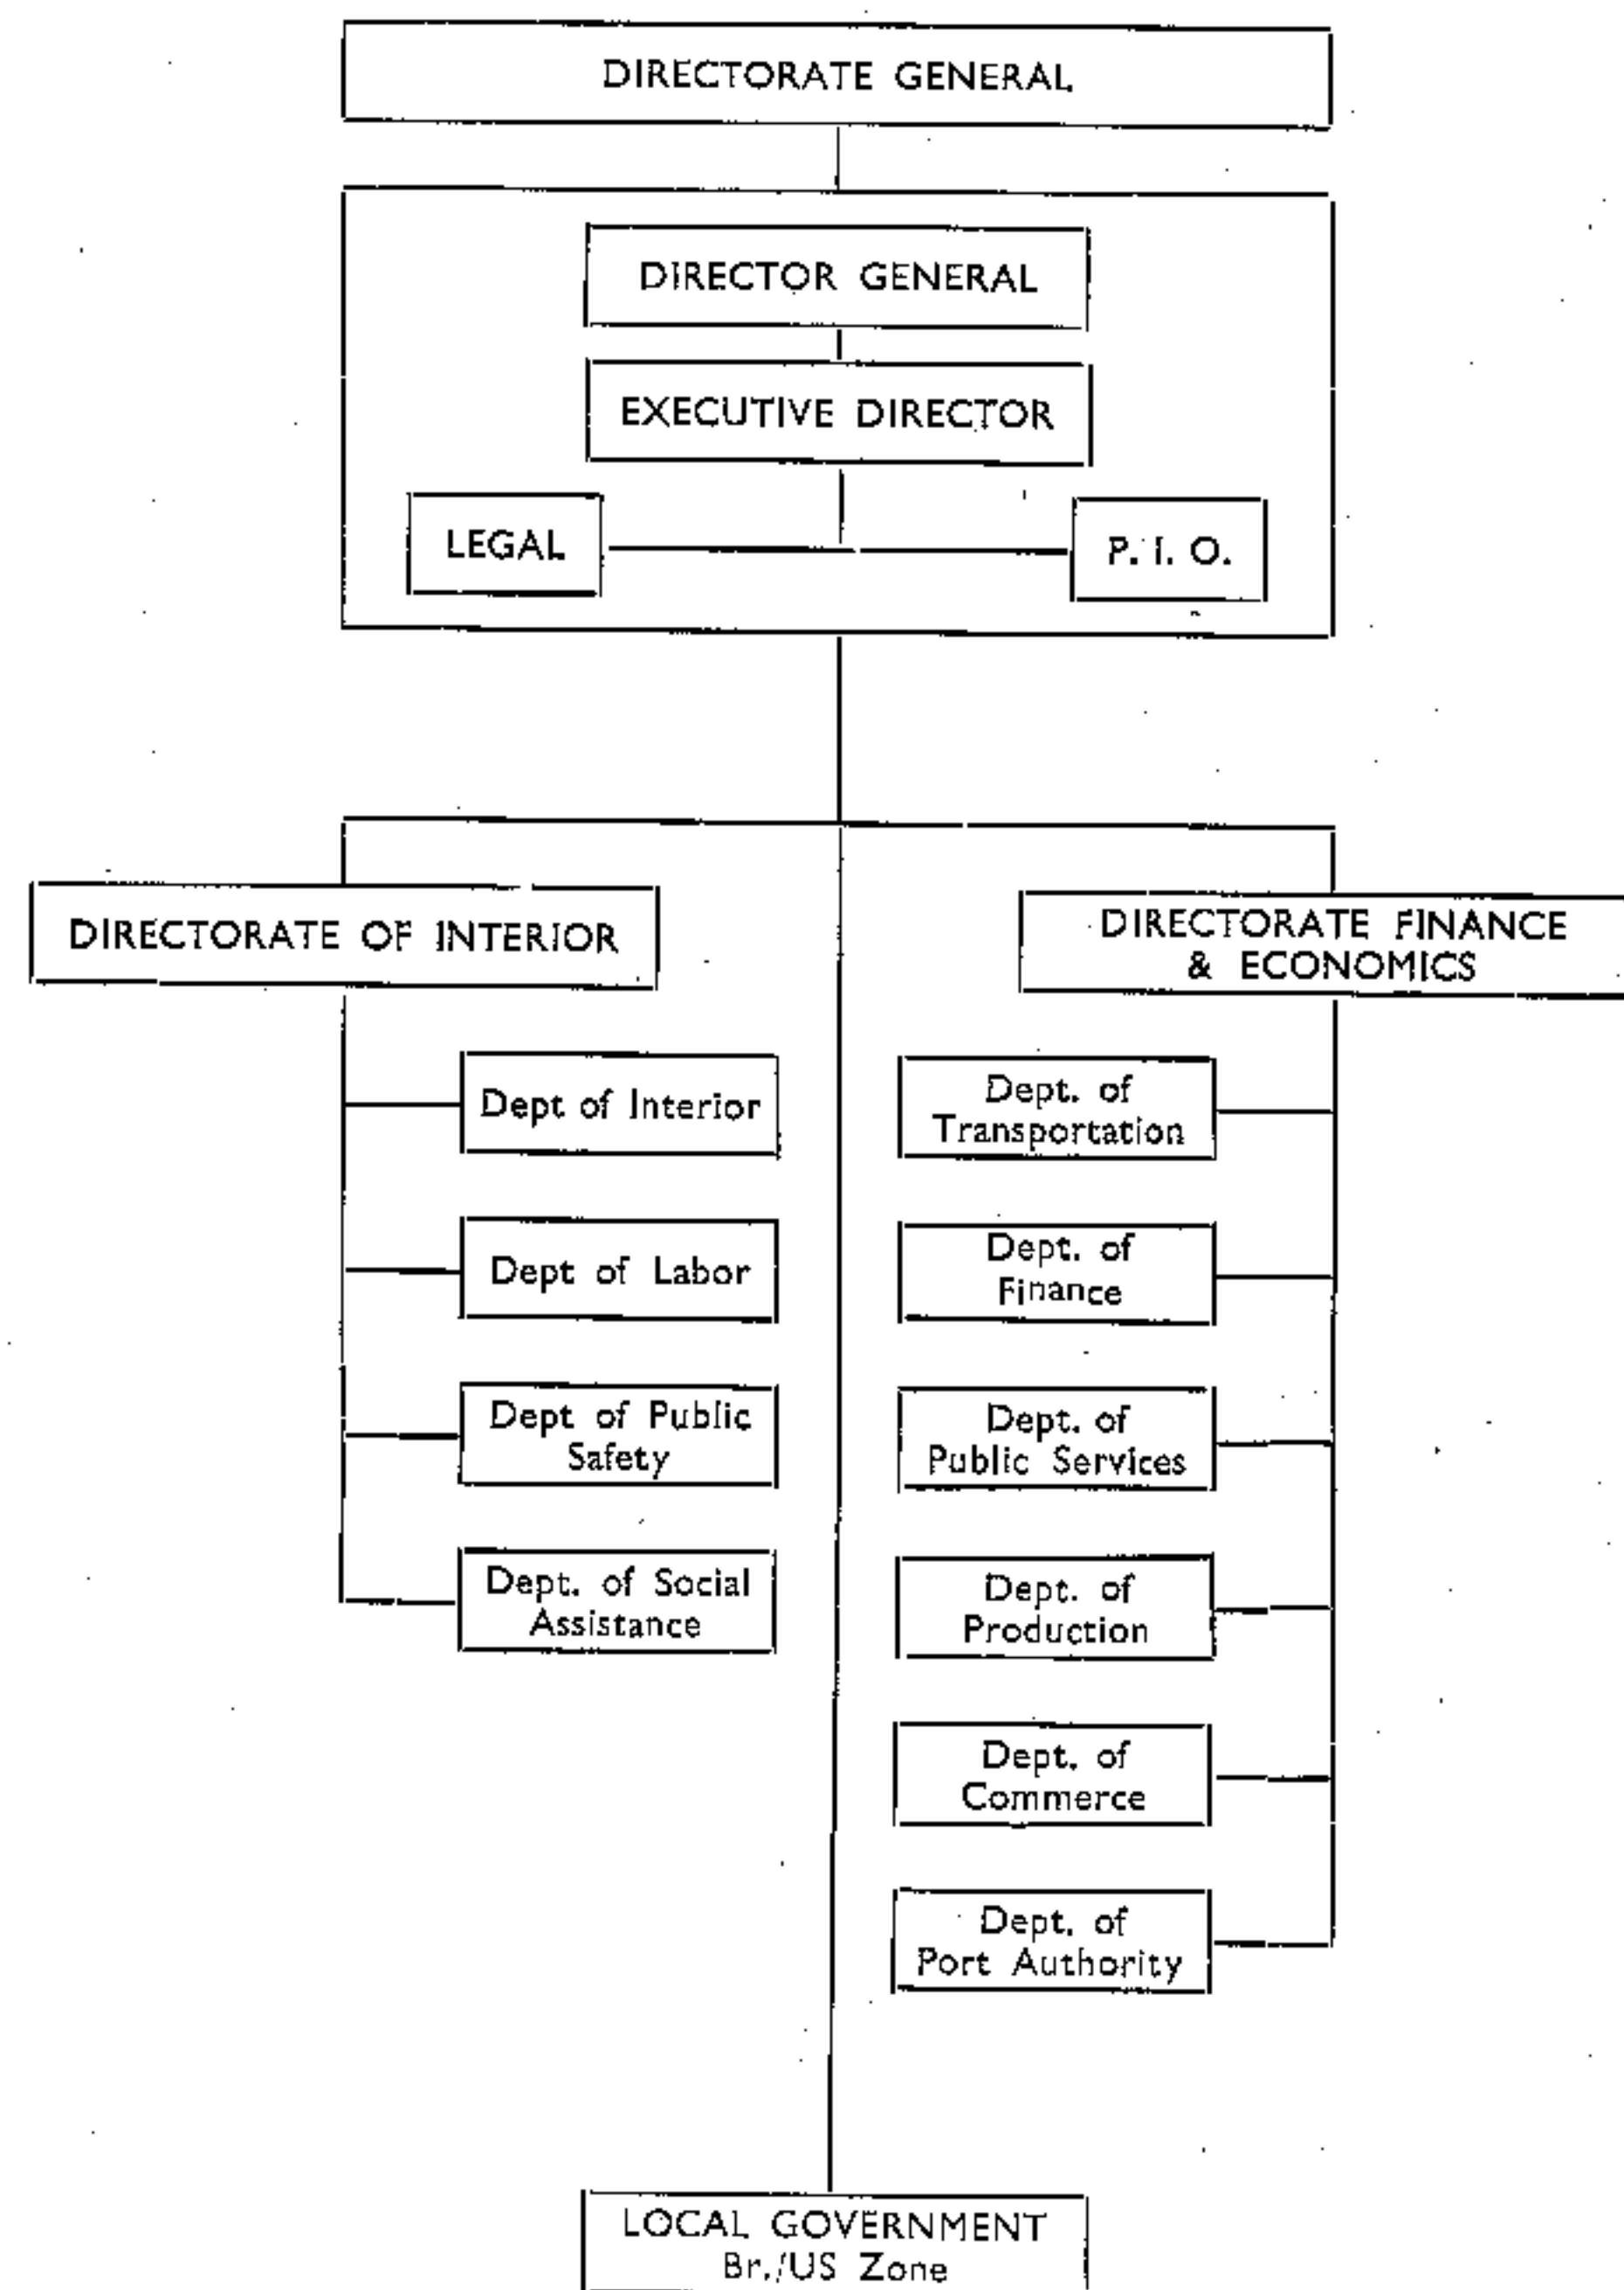 DIRECTORATE GENERAL
DIRECTOR GENERAL
EXECUTIVE DIRECTOR
LEGAL
P. I. O.
DIRECTORATE OF INTERIOR
DIRECTORATE FINANCE
& ECONOMICS
Dept of Interior
Dept of Labor
Dept of Public
Safety
Dept. of Social
Assistance
Dept. of
Transportation
Dept. of
Finance
Dept. of
Public Services
Dept. of
Production
Dept. of
Commerce
Dept. of
Port Authority
LOCAL GOVERNMENT
Br./US Zone